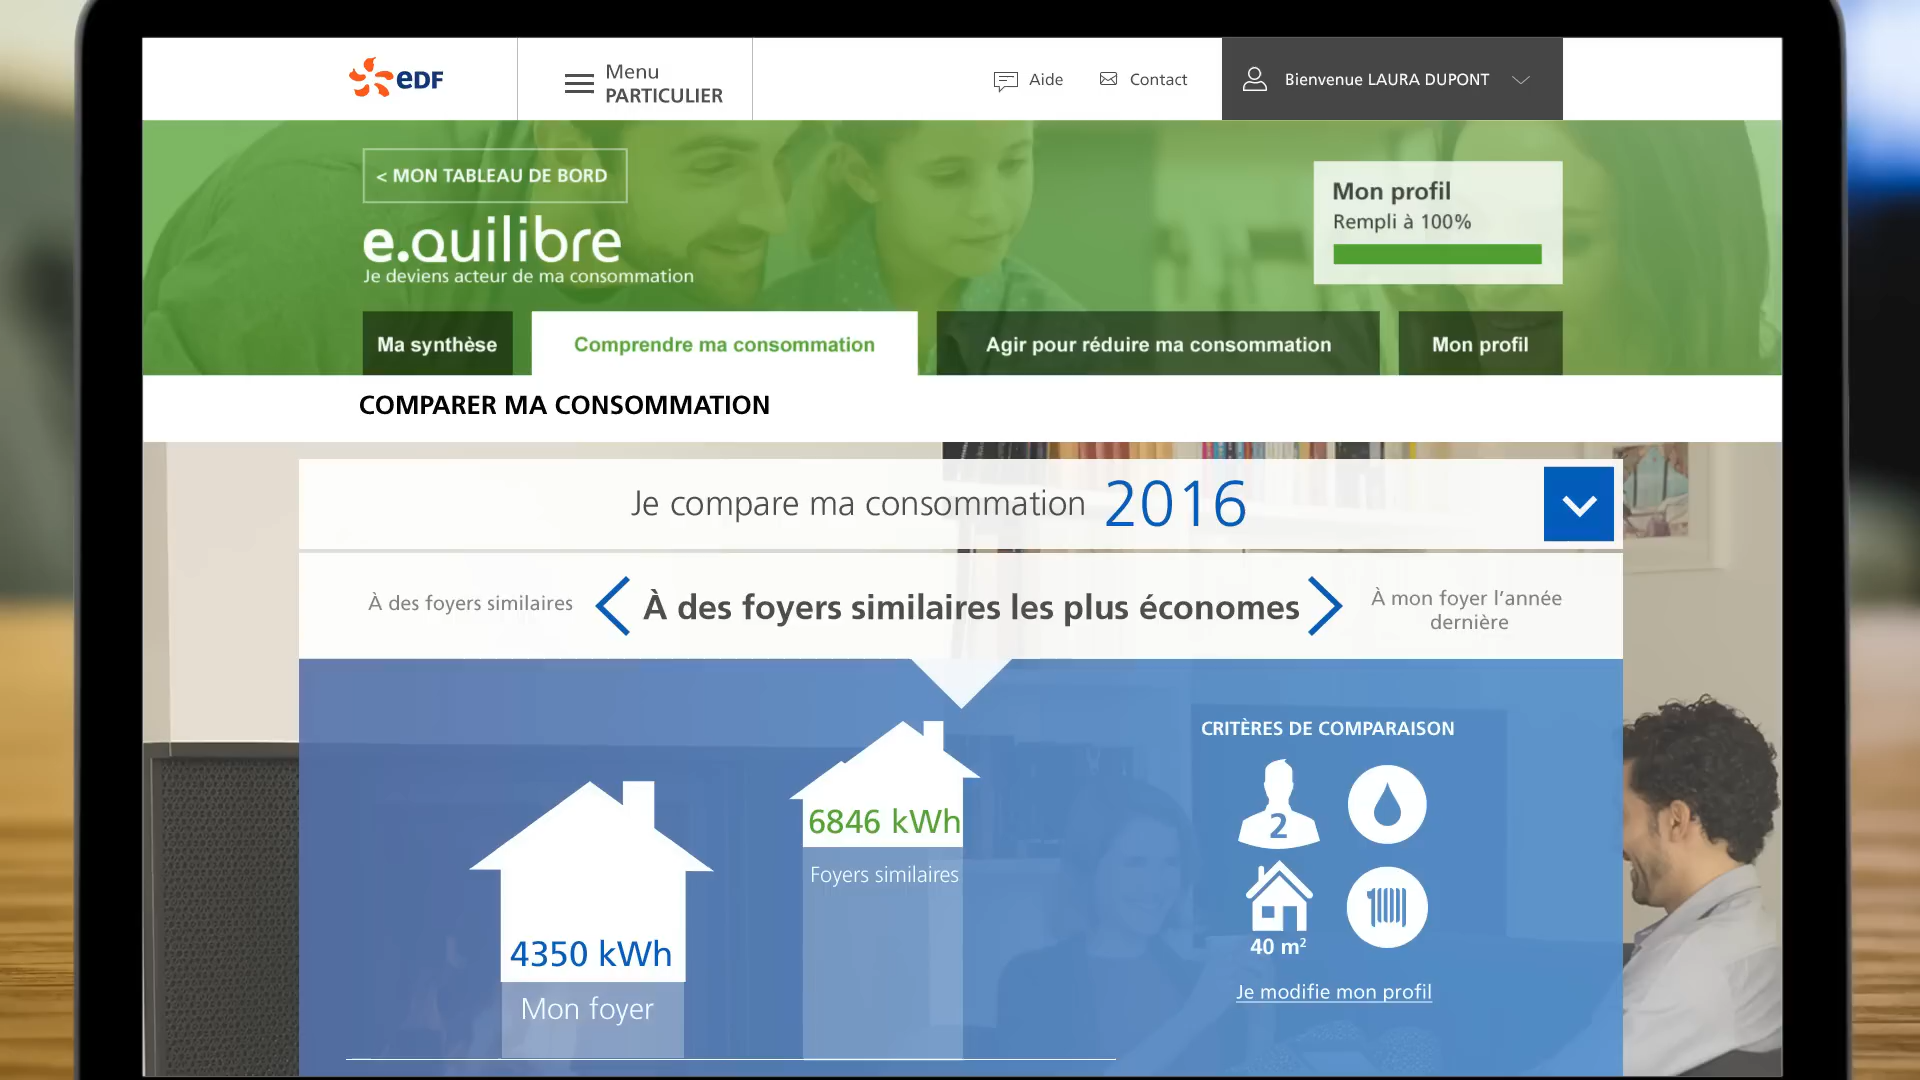 eDF
Menu
PARTICULIER
Aide
Contact
Bienvenue LAURA DUPONT
< MON TABLEAU DE BORD
e.quilibre
Je deviens acteur de ma consommation
Mon profil
Rempli à 100%
Ma synthèse
Comprendre ma consommation
Agir pour réduire ma consommation
Mon profil
COMPARER MA CONSOMMATION
Je compare ma consommation 2016
À des foyers similaires
À des foyers similaires les plus économes
À mon foyer l’année
dernière
4350 kWh
Mon foyer
6846 kWh
Foyers similaires
CRITÈRES DE COMPARAISON
2
40 m²
Je modifie mon profil